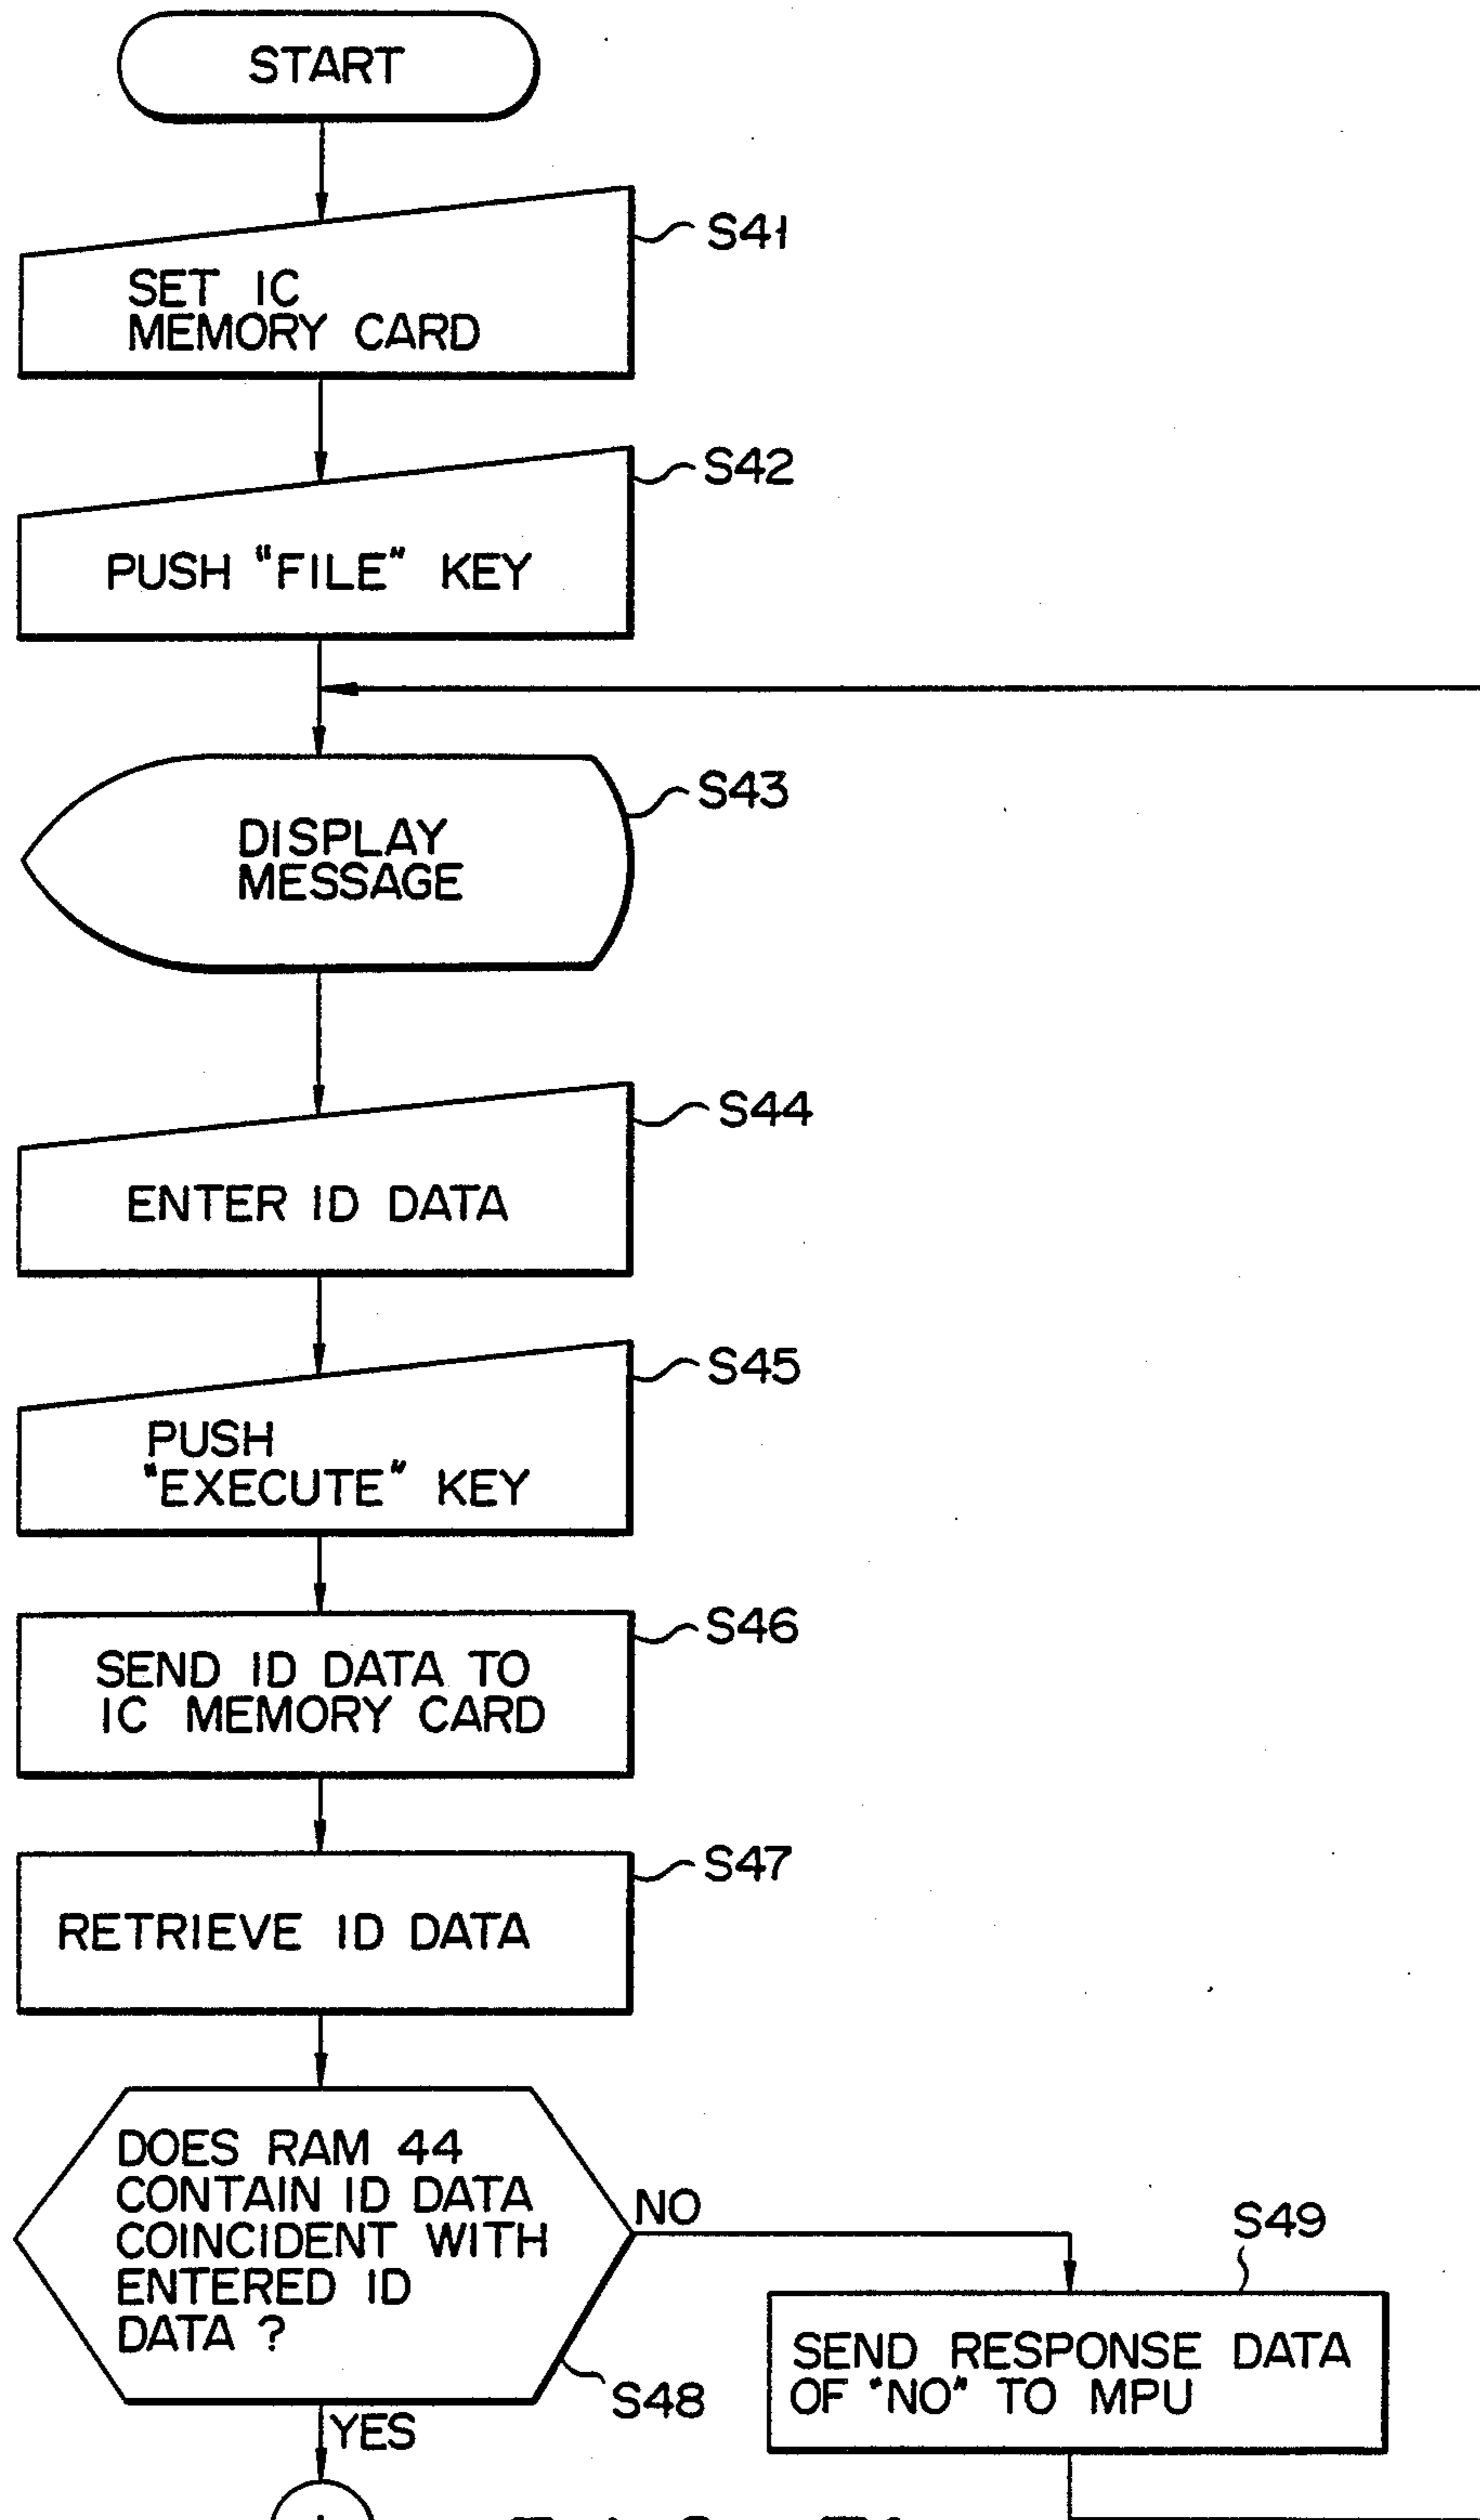 START
S41
SET IC
MEMORY CARD
S42
PUSH "FILE" KEY
S43
DISPLAY
MESSAGE
S44
ENTER ID DATA
S45
PUSH
"EXECUTE" KEY
S46
SEND ID DATA TO
IC MEMORY CARD
S47
RETRIEVE ID DATA
DOES RAM 44
CONTAIN ID DATA
COINCIDENT WITH
ENTERED ID
DATA ?
NO
S49
SEND RESPONSE DATA
OF "NO" TO MPU
S48
YES